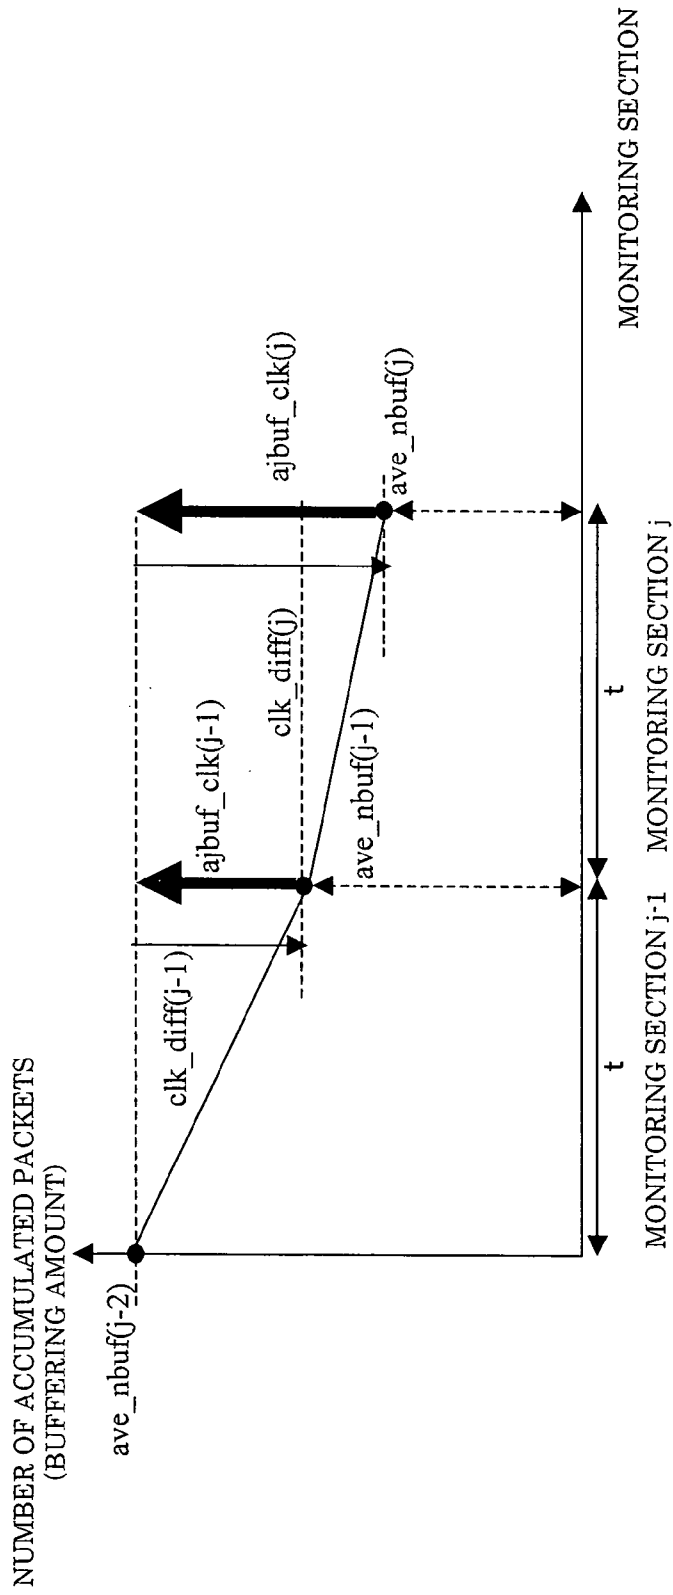 NUMBER OF ACCUMULATED PACKETS
(BUFFERING AMOUNT)
ave_nbuf(j-2)
clk_diff(j-1)
ajbuf_clk(j-1)
clk_diff(j)
ajbuf_clk(j)
ave_nbuf(j-1)
ave_nbuf(j)
t
t
MONITORING SECTION j-1
MONITORING SECTION j
MONITORING SECTION